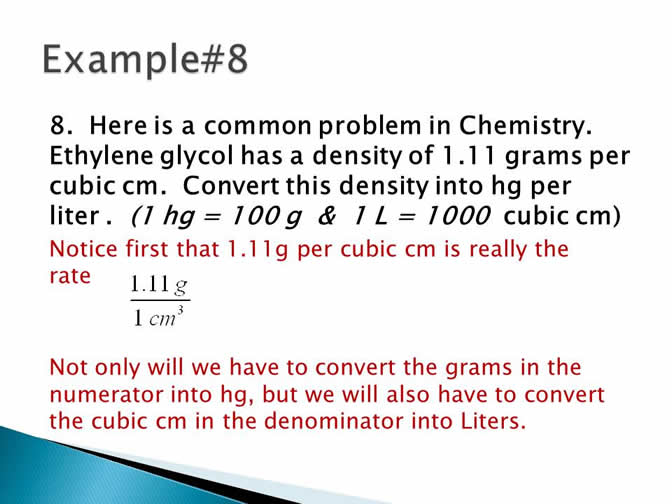 Example#8
8. Here is a common problem in Chemistry.
Ethylene glycol has a density of 1.11 grams per
cubic cm. Convert this density into hg per
liter . (1 hg = 100 g & 1 L = 1000 cubic cm)
Notice first that 1.11g per cubic cm is really the
rate
1.11 g
1 cm³
Not only will we have to convert the grams in the
numerator into hg, but we will also have to convert
the cubic cm in the denominator into Liters.